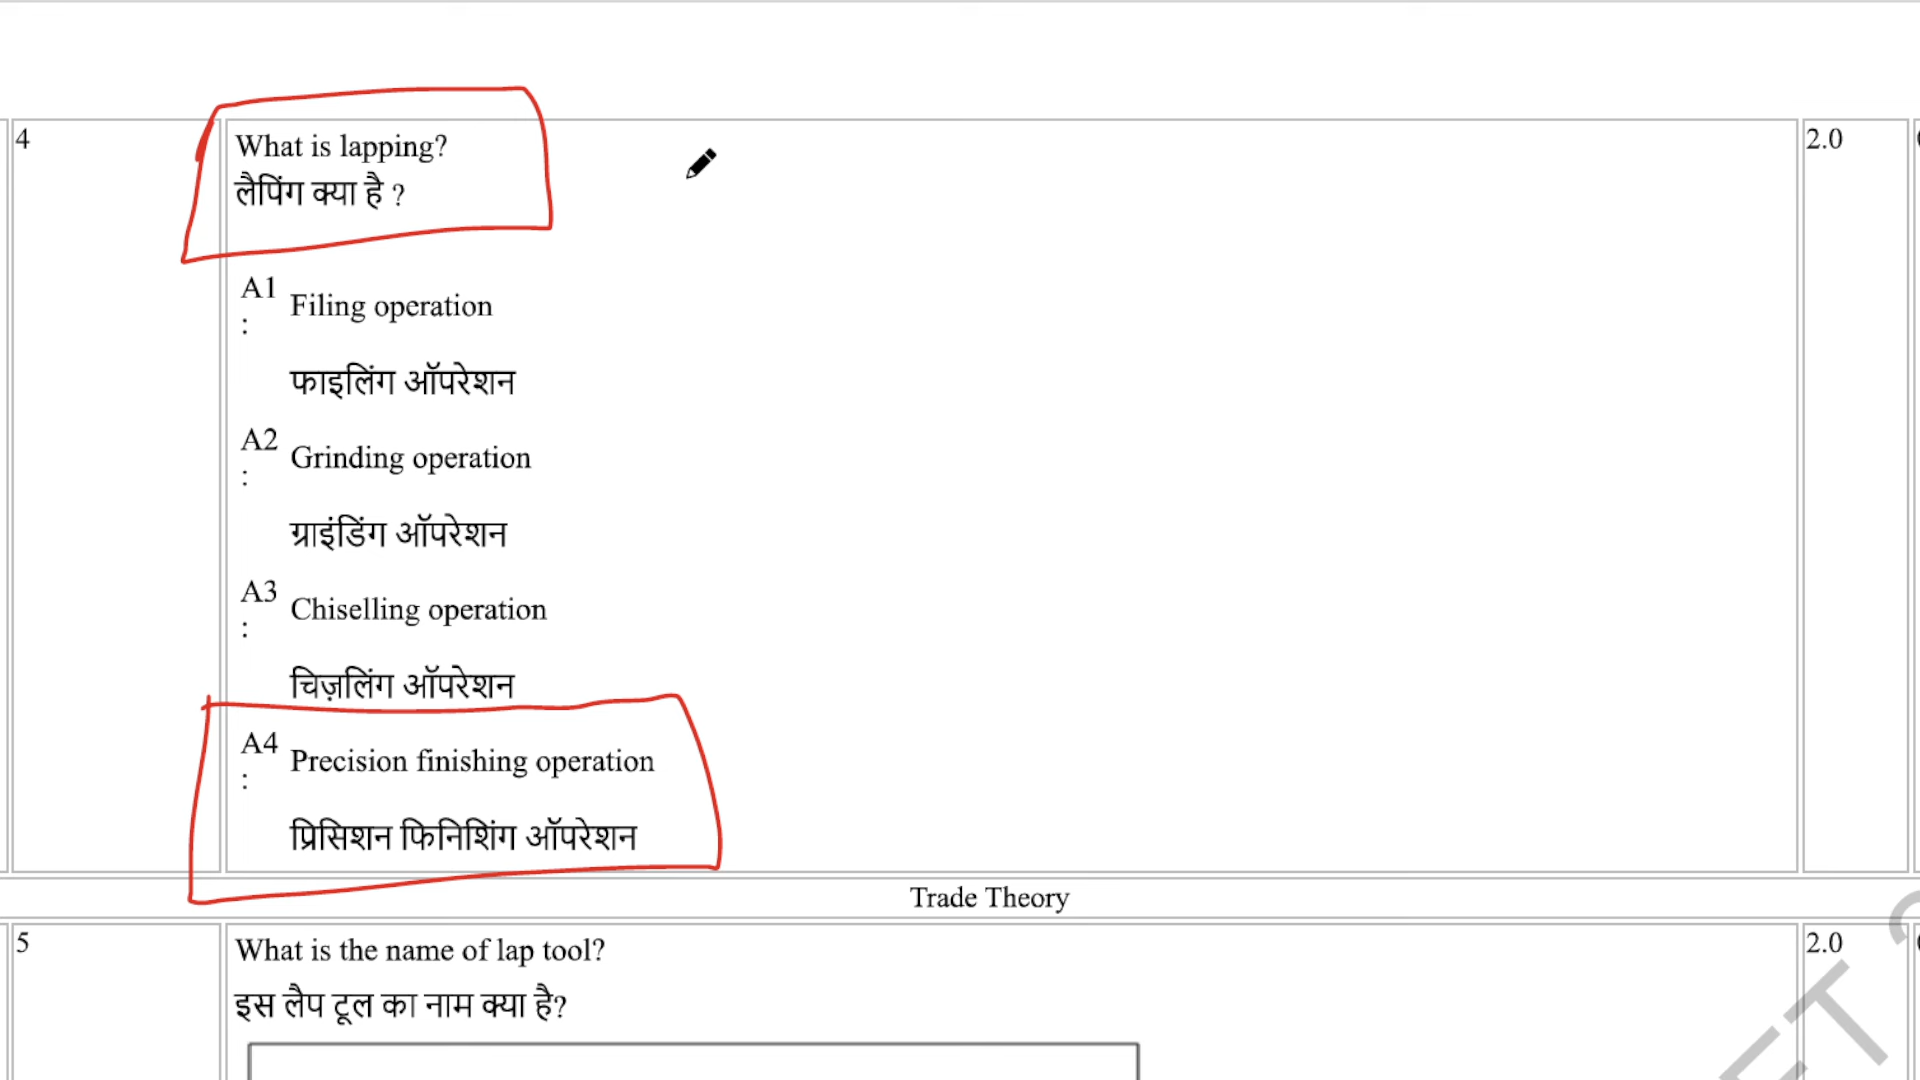 4
What is lapping?
2.0
लैपिंग क्या है ?
A1
:
Filing operation
फाइलिंग ऑपरेशन
A2
:
Grinding operation
ग्राइंडिंग ऑपरेशन
A3
:
Chiselling operation
चिज़लिंग ऑपरेशन
A4
:
Precision finishing operation
प्रिसिशन फिनिशिंग ऑपरेशन
Trade Theory
5
What is the name of lap tool?
2.0
इस लैप टूल का नाम क्या है?